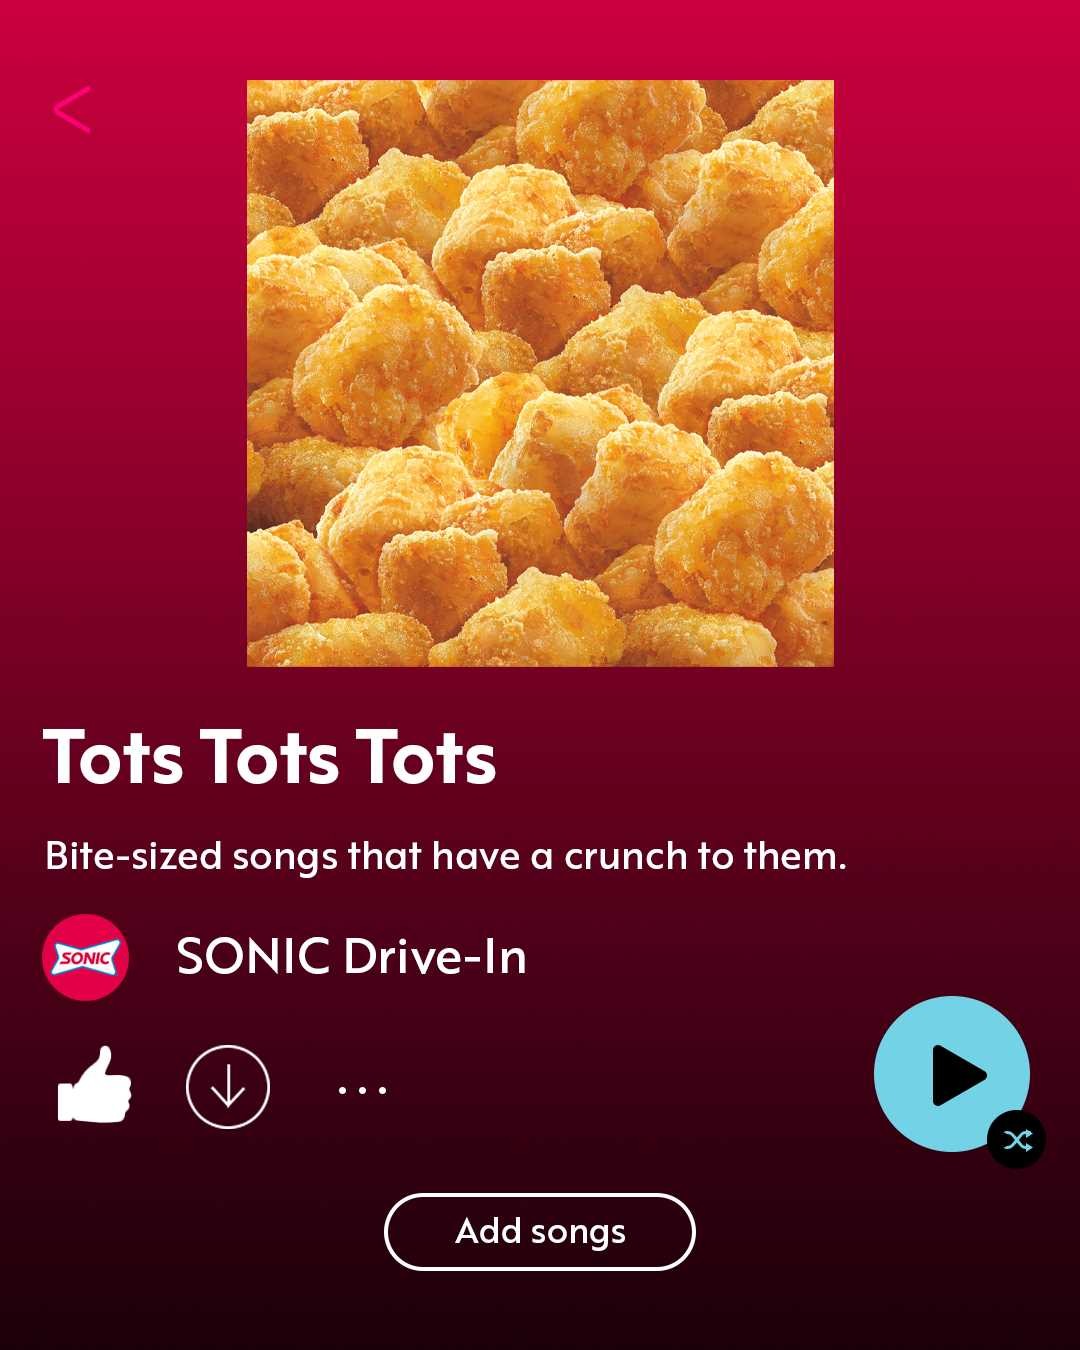 Tots Tots Tots
Bite-sized songs that have a crunch to them.
SONIC
SONIC Drive-In
Add songs